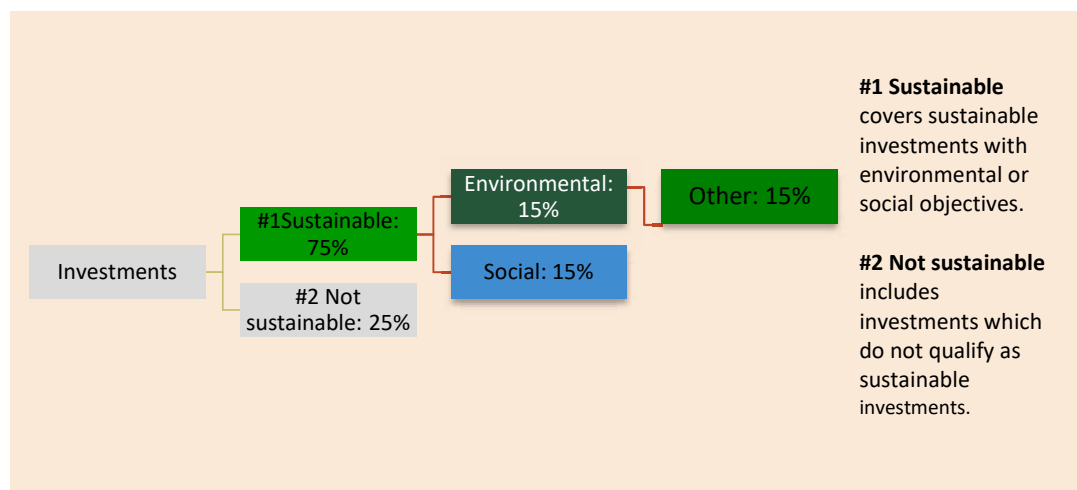 Investments
#1Sustainable:
75%
#2 Not
sustainable: 25%
Environmental:
15%
Social: 15%
Other: 15%
#1 Sustainable
covers sustainable
investments with
environmental or
social objectives.
#2 Not sustainable
includes
investments which
do not qualify as
sustainable
investments.